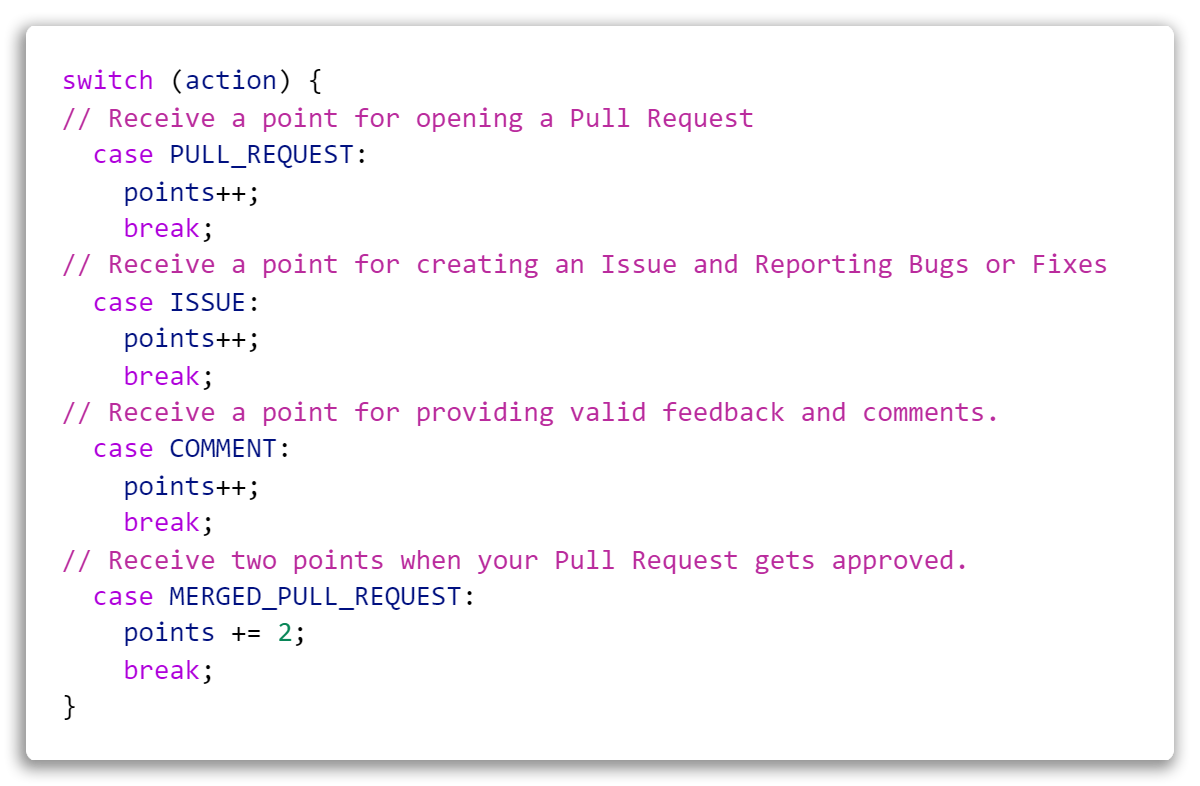 switch (action) {
// Receive a point for opening a Pull Request
  case PULL_REQUEST:
    points++;
    break;
// Receive a point for creating an Issue and Reporting Bugs or Fixes
  case ISSUE:
    points++;
    break;
// Receive a point for providing valid feedback and comments.
  case COMMENT:
    points++;
    break;
// Receive two points when your Pull Request gets approved.
  case MERGED_PULL_REQUEST:
    points += 2;
    break;
}